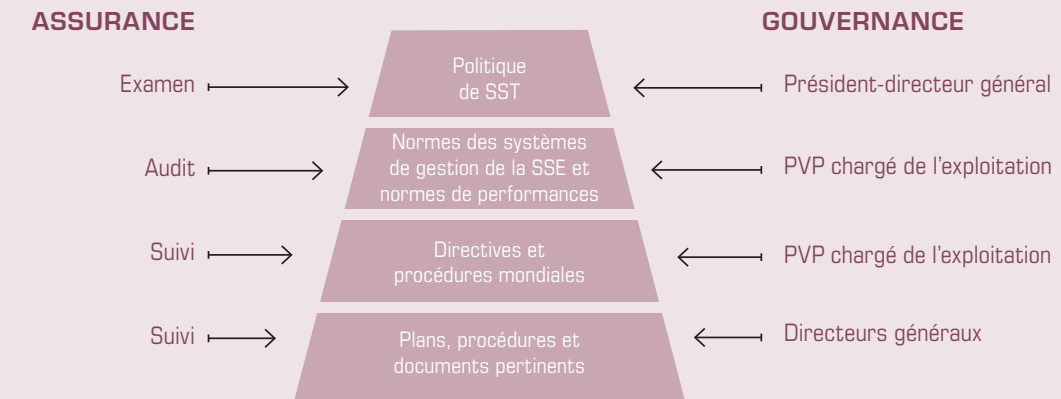 ASSURANCE
GOUVERNANCE
Examen
Politique
de SST
Président-directeur général
Audit
Normes des systèmes
de gestion de la SSE et
normes de performances
PVP chargé de l'exploitation
Suivi
Directives et
procédures mondiales
PVP chargé de l'exploitation
Suivi
Plans, procédures et
documents pertinents
Directeurs généraux